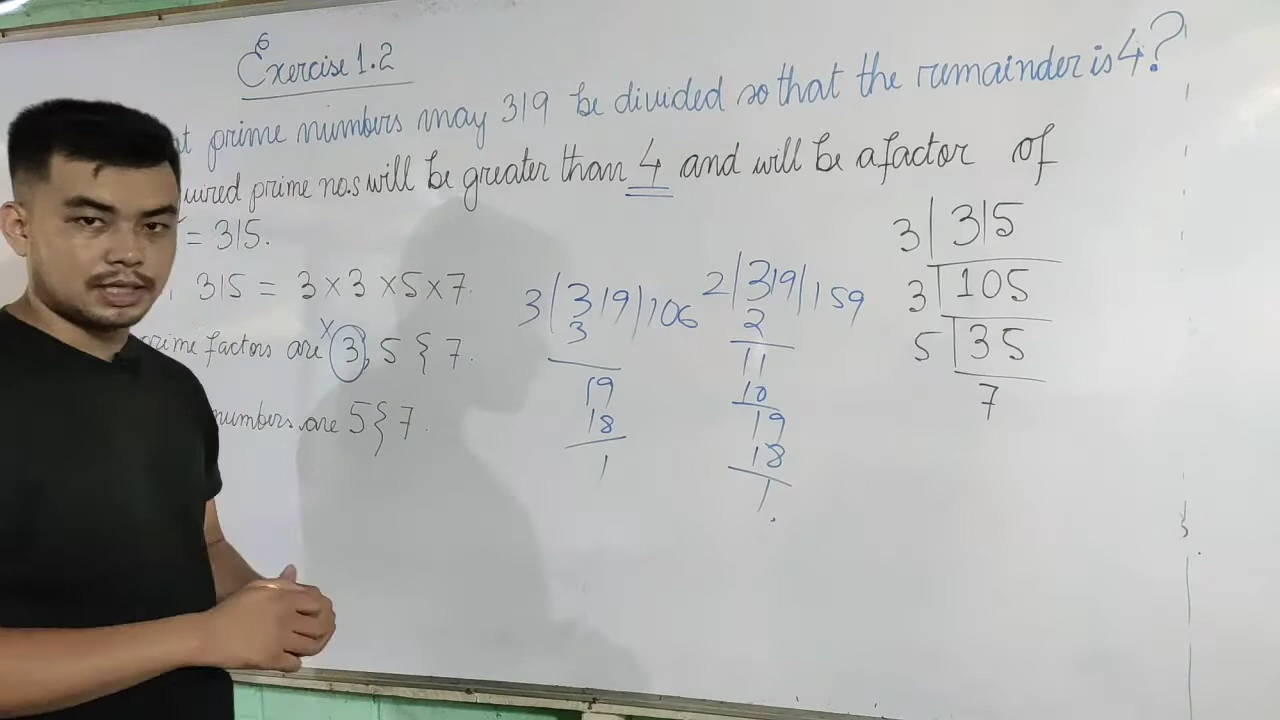 6
Exercise 1.2
t prime numbers may 319 be divided so that the remainder is 4?
uired prime nos will be greater than 4 and will be a factor of
= 315.
315 = 3 × 3 × 5 × 7.
prime factors are × 3, 5 { 7.
numbers are 5 { 7.
3 | 319 | 106
3
19
18
1
2 | 319 | 159
2
11
10
19
18
1
3 | 315
3 | 105
5 | 35
7